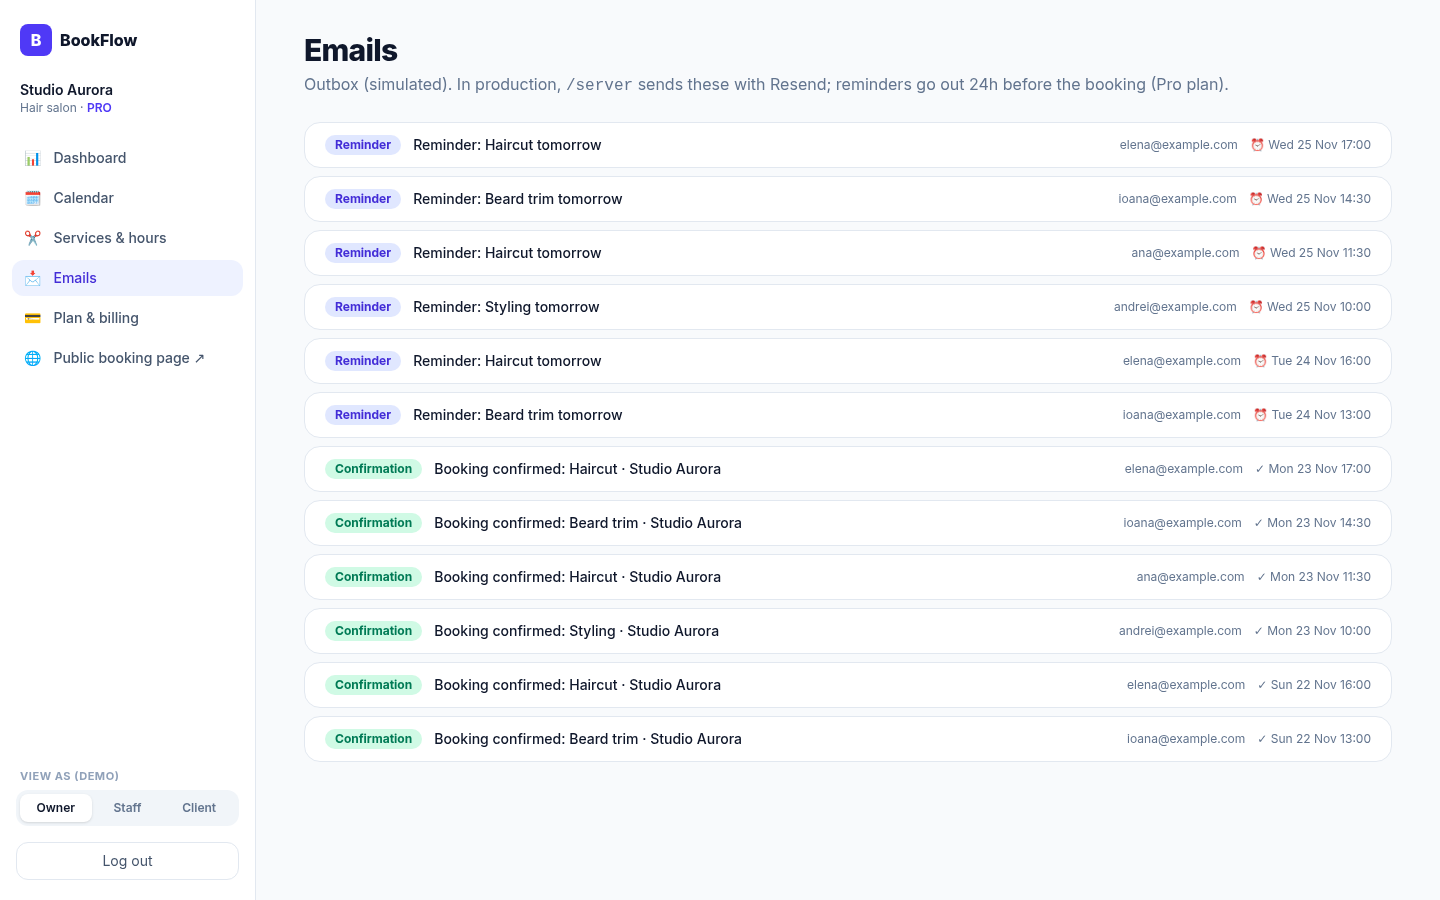 B BookFlow
Studio Aurora
Hair salon · PRO
📊 Dashboard
🗓️ Calendar
✂️ Services & hours
📩 Emails
💳 Plan & billing
🌐 Public booking page ↗
VIEW AS (DEMO)
Owner Staff Client
Log out
Emails
Outbox (simulated). In production, /server sends these with Resend; reminders go out 24h before the booking (Pro plan).
Reminder Reminder: Haircut tomorrow elena@example.com ⏰ Wed 25 Nov 17:00
Reminder Reminder: Beard trim tomorrow ioana@example.com ⏰ Wed 25 Nov 14:30
Reminder Reminder: Haircut tomorrow ana@example.com ⏰ Wed 25 Nov 11:30
Reminder Reminder: Styling tomorrow andrei@example.com ⏰ Wed 25 Nov 10:00
Reminder Reminder: Haircut tomorrow elena@example.com ⏰ Tue 24 Nov 16:00
Reminder Reminder: Beard trim tomorrow ioana@example.com ⏰ Tue 24 Nov 13:00
Confirmation Booking confirmed: Haircut · Studio Aurora elena@example.com ✓ Mon 23 Nov 17:00
Confirmation Booking confirmed: Beard trim · Studio Aurora ioana@example.com ✓ Mon 23 Nov 14:30
Confirmation Booking confirmed: Haircut · Studio Aurora ana@example.com ✓ Mon 23 Nov 11:30
Confirmation Booking confirmed: Styling · Studio Aurora andrei@example.com ✓ Mon 23 Nov 10:00
Confirmation Booking confirmed: Haircut · Studio Aurora elena@example.com ✓ Sun 22 Nov 16:00
Confirmation Booking confirmed: Beard trim · Studio Aurora ioana@example.com ✓ Sun 22 Nov 13:00